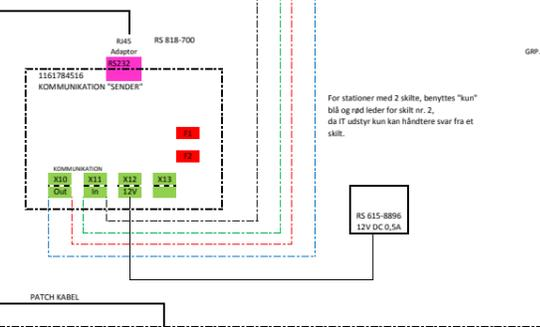 RJ45
Adaptor
RS 818-700
GRP.
RS232
1161784516
KOMMUNIKATION "SENDER"
For stationer med 2 skilte, benyttes "kun"
blå og rød leder for skilt nr. 2,
da IT udstyr kun kan håndtere svar fra et
skilt.
F1
F2
KOMMUNIKATION
X10 X11 X12 X13
Out In 12V
RS 615-8896
12V DC 0,5A
PATCH KABEL